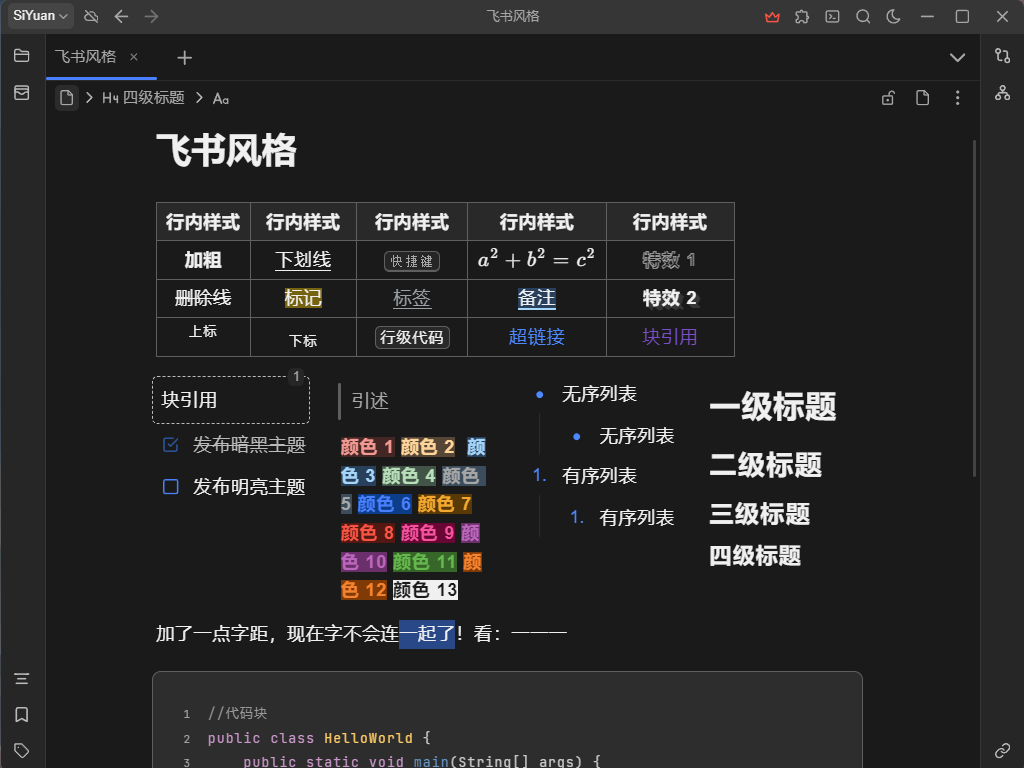 SiYuan
飞书风格
飞书风格
H4 四级标题 Aa
飞书风格
行内样式 行内样式 行内样式 行内样式 行内样式
加粗 下划线 快捷键 a² + b² = c² 特效 1
删除线 标记 标签 备注 特效 2
上标 下标 行级代码 超链接 块引用
块引用 1
发布暗黑主题
发布明亮主题
引述
颜色 1 颜色 2 颜
色 3 颜色 4 颜色
5 颜色 6 颜色 7
颜色 8 颜色 9 颜
色 10 颜色 11 颜
色 12 颜色 13
无序列表
无序列表
1. 有序列表
1. 有序列表
一级标题
二级标题
三级标题
四级标题
加了一点字距，现在字不会连一起了！看：一一一
1 //代码块
2 public class HelloWorld {
3 public static void main(String[] args) {